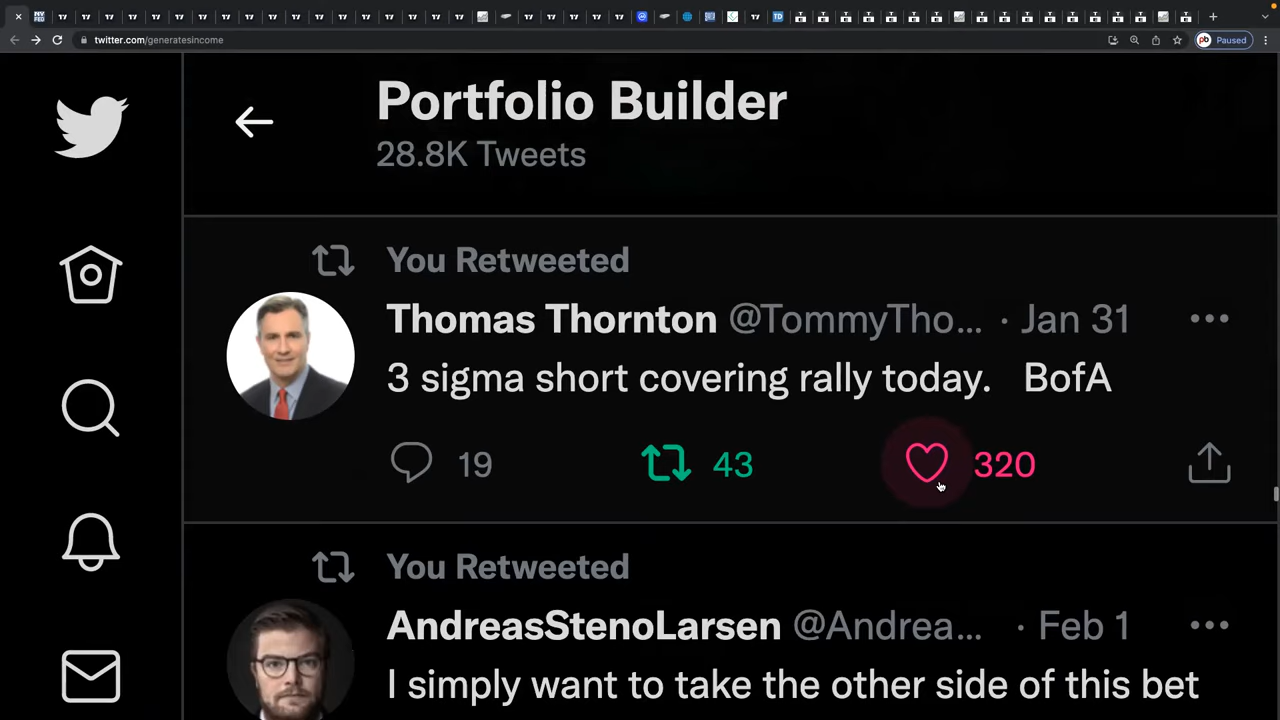 twitter.com/generatesincome
Paused
Portfolio Builder
28.8K Tweets
You Retweeted
Thomas Thornton @TommyTho... · Jan 31
3 sigma short covering rally today. BofA
19 43 320
You Retweeted
AndreasStenoLarsen @Andrea... · Feb 1
I simply want to take the other side of this bet